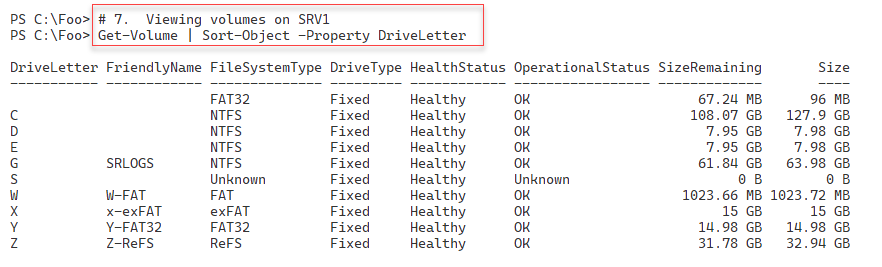 PS C:\Foo> # 7.  Viewing volumes on SRV1
PS C:\Foo> Get-Volume | Sort-Object -Property DriveLetter
DriveLetter FriendlyName FileSystemType DriveType HealthStatus OperationalStatus SizeRemaining       Size
----------- ------------ -------------- --------- ------------ ----------------- -------------       ----
                         FAT32          Fixed     Healthy      OK                     67.24 MB      96 MB
C                        NTFS           Fixed     Healthy      OK                    108.07 GB   127.9 GB
D                        NTFS           Fixed     Healthy      OK                      7.95 GB    7.98 GB
E                        NTFS           Fixed     Healthy      OK                      7.95 GB    7.98 GB
G           SRLOGS       NTFS           Fixed     Healthy      OK                     61.84 GB   63.98 GB
S                        Unknown        Fixed     Healthy      Unknown                     0 B        0 B
W           W-FAT        FAT            Fixed     Healthy      OK                   1023.66 MB 1023.72 MB
X           x-exFAT      exFAT          Fixed     Healthy      OK                        15 GB      15 GB
Y           Y-FAT32      FAT32          Fixed     Healthy      OK                     14.98 GB   14.98 GB
Z           Z-ReFS       ReFS           Fixed     Healthy      OK                     31.78 GB   32.94 GB